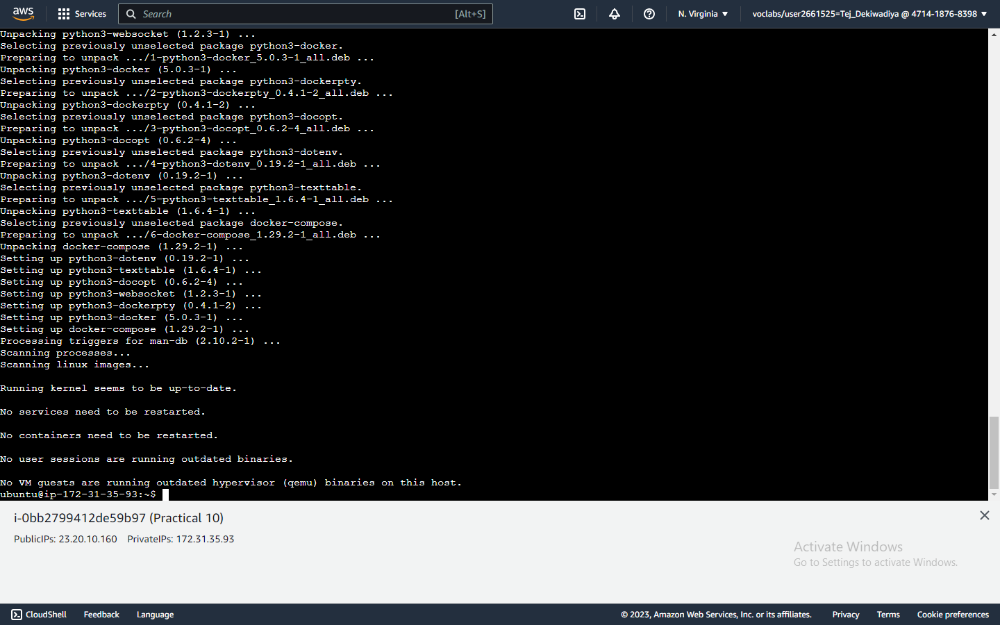 aws
Services
Search
[Alt+S]
N. Virginia
voclabs/user2661525=Tej_Dekiwadiya @ 4714-1876-8398
Unpacking python3-websocket (1.2.3-1) ...
Selecting previously unselected package python3-docker.
Preparing to unpack .../1-python3-docker_5.0.3-1_all.deb ...
Unpacking python3-docker (5.0.3-1) ...
Selecting previously unselected package python3-dockerpty.
Preparing to unpack .../2-python3-dockerpty_0.4.1-2_all.deb ...
Unpacking python3-dockerpty (0.4.1-2) ...
Selecting previously unselected package python3-docopt.
Preparing to unpack .../3-python3-docopt_0.6.2-4_all.deb ...
Unpacking python3-docopt (0.6.2-4) ...
Selecting previously unselected package python3-dotenv.
Preparing to unpack .../4-python3-dotenv_0.19.2-1_all.deb ...
Unpacking python3-dotenv (0.19.2-1) ...
Selecting previously unselected package python3-texttable.
Preparing to unpack .../5-python3-texttable_1.6.4-1_all.deb ...
Unpacking python3-texttable (1.6.4-1) ...
Selecting previously unselected package docker-compose.
Preparing to unpack .../6-docker-compose_1.29.2-1_all.deb ...
Unpacking docker-compose (1.29.2-1) ...
Setting up python3-dotenv (0.19.2-1) ...
Setting up python3-texttable (1.6.4-1) ...
Setting up python3-docopt (0.6.2-4) ...
Setting up python3-websocket (1.2.3-1) ...
Setting up python3-dockerpty (0.4.1-2) ...
Setting up python3-docker (5.0.3-1) ...
Setting up docker-compose (1.29.2-1) ...
Processing triggers for man-db (2.10.2-1) ...
Scanning processes...
Scanning linux images...
Running kernel seems to be up-to-date.
No services need to be restarted.
No containers need to be restarted.
No user sessions are running outdated binaries.
No VM guests are running outdated hypervisor (qemu) binaries on this host.
ubuntu@ip-172-31-35-93:~$
i-0bb2799412de59b97 (Practical 10)
PublicIPs: 23.20.10.160 PrivateIPs: 172.31.35.93
Activate Windows
Go to Settings to activate Windows.
CloudShell
Feedback
Language
© 2023, Amazon Web Services, Inc. or its affiliates.
Privacy
Terms
Cookie preferences